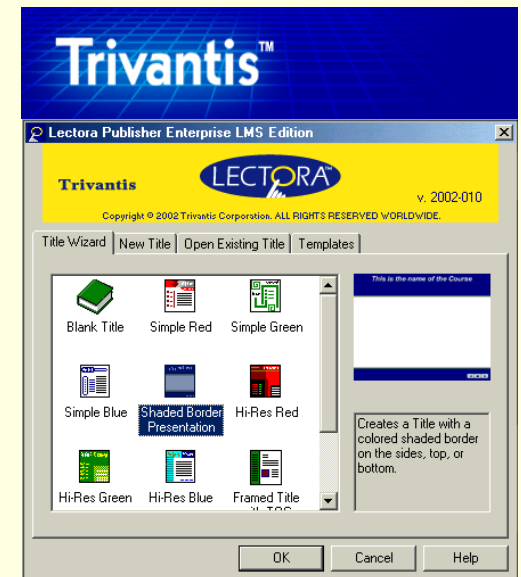 Trivantis™
Lectora Publisher Enterprise LMS Edition
Trivantis
LECTORA™
v. 2002-010
Copyright © 2002 Trivantis Corporation. ALL RIGHTS RESERVED WORLDWIDE.
Title Wizard New Title Open Existing Title Templates
Blank Title Simple Red Simple Green
Simple Blue Shaded Border Hi-Res Red
Presentation
Hi-Res Green Hi-Res Blue Framed Title
This is the name of the Course
Creates a Title with a
colored shaded border
on the sides, top, or
bottom.
OK Cancel Help